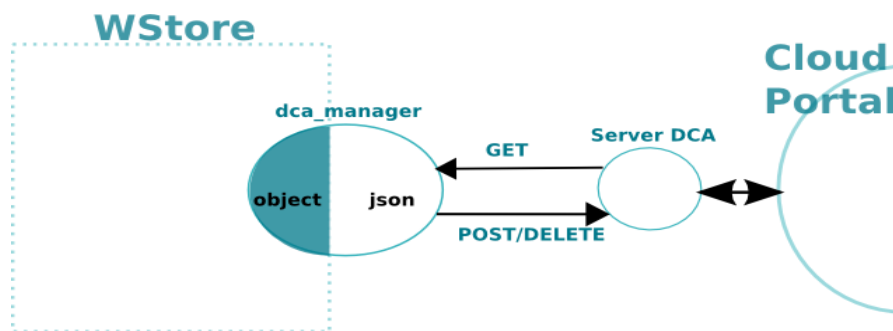 WStore
Cloud
Portal
dca_manager
Server DCA
GET
object
json
POST/DELETE